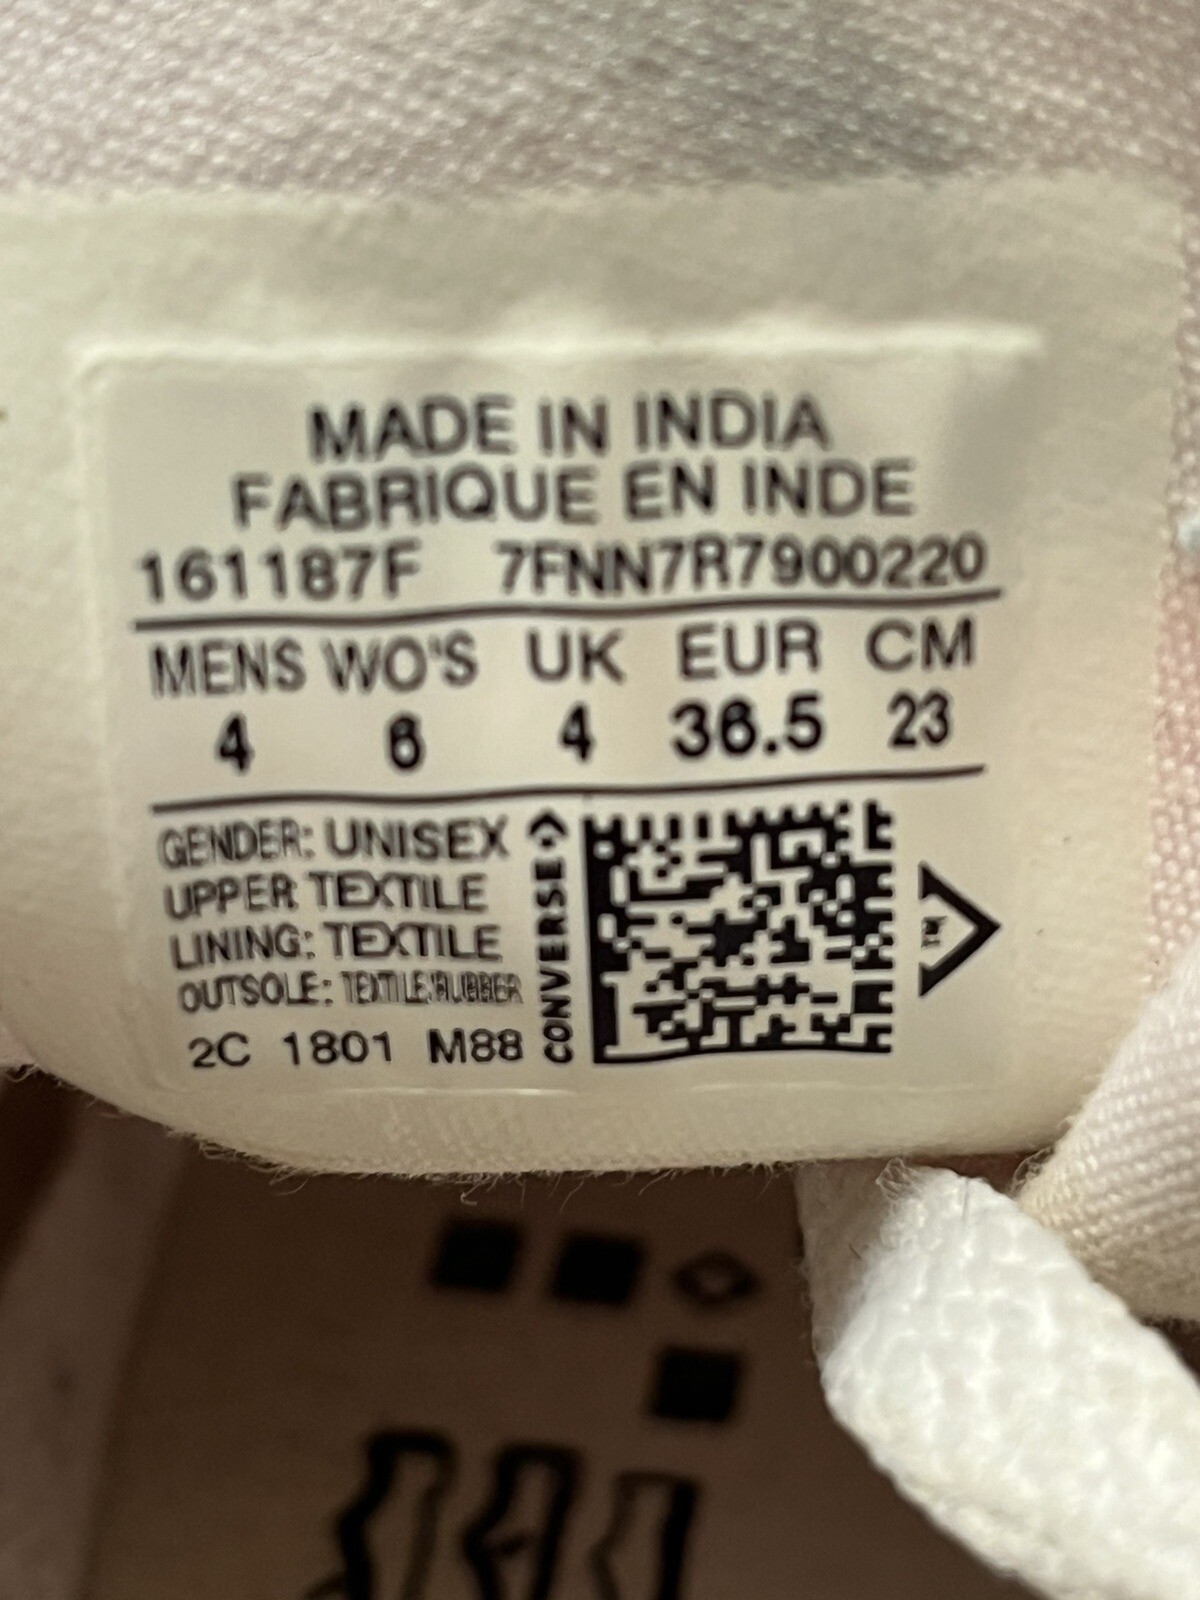 MADE IN INDIA
FABRIQUE EN INDE
161187F 7FNN7R7900220
MENS WO'S UK EUR CM
4 6 4 36.5 23
GENDER: UNISEX
UPPER TEXTILE
LINING: TEXTILE
OUTSOLE: TEXTILE/RUBBER
2C 1801 M88
CONVERSE
TM